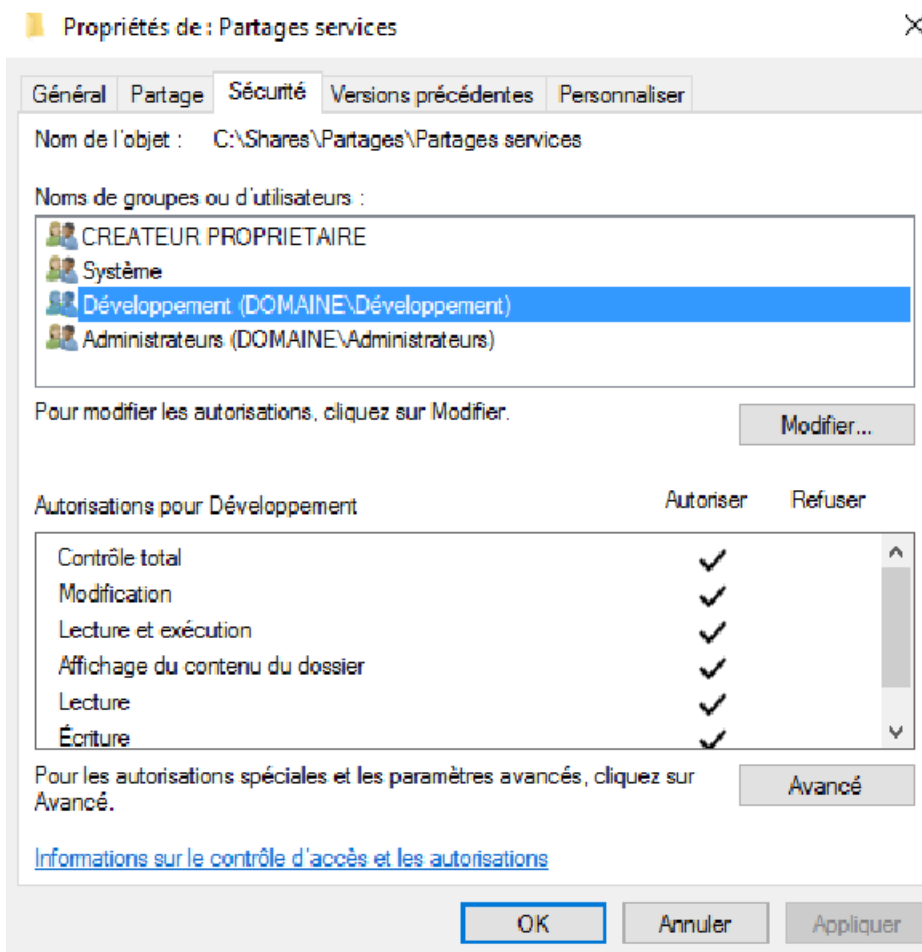 Propriétés de : Partages services
Général Partage Sécurité Versions précédentes Personnaliser
Nom de l'objet : C:\Shares\Partages\Partages services
Noms de groupes ou d'utilisateurs :
CREATEUR PROPRIETAIRE
Système
Développement (DOMAINE\Développement)
Administrateurs (DOMAINE\Administrateurs)
Pour modifier les autorisations, cliquez sur Modifier.
Modifier...
Autorisations pour Développement Autoriser Refuser
Contrôle total
Modification
Lecture et exécution
Affichage du contenu du dossier
Lecture
Écriture
Pour les autorisations spéciales et les paramètres avancés, cliquez sur
Avancé.
Avancé
Informations sur le contrôle d'accès et les autorisations
OK Annuler Appliquer